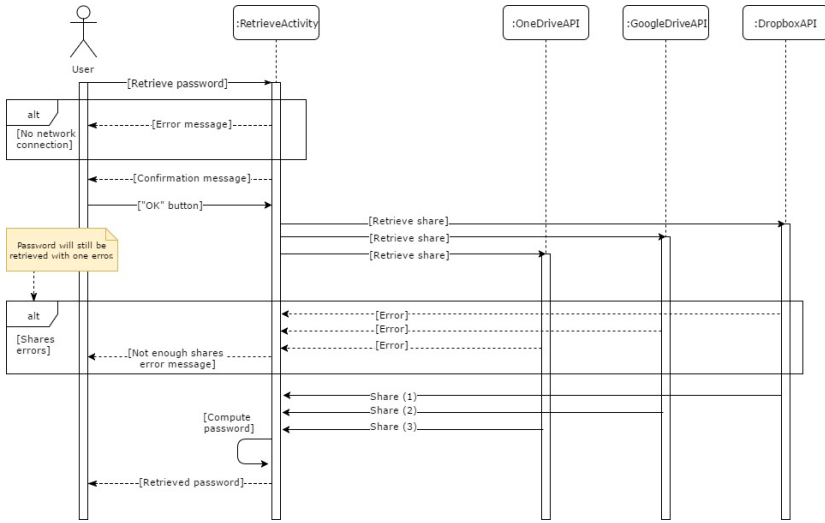 :RetrieveActivity
:OneDriveAPI
:GoogleDriveAPI
:DropboxAPI
User
[Retrieve password]
alt
[No network
connection]
[Error message]
[Confirmation message]
["OK" button]
[Retrieve share]
[Retrieve share]
[Retrieve share]
Password will still be
retrieved with one erros
alt
[Shares
errors]
[Error]
[Error]
[Error]
[Not enough shares
error message]
Share (1)
Share (2)
Share (3)
[Compute
password]
[Retrieved password]